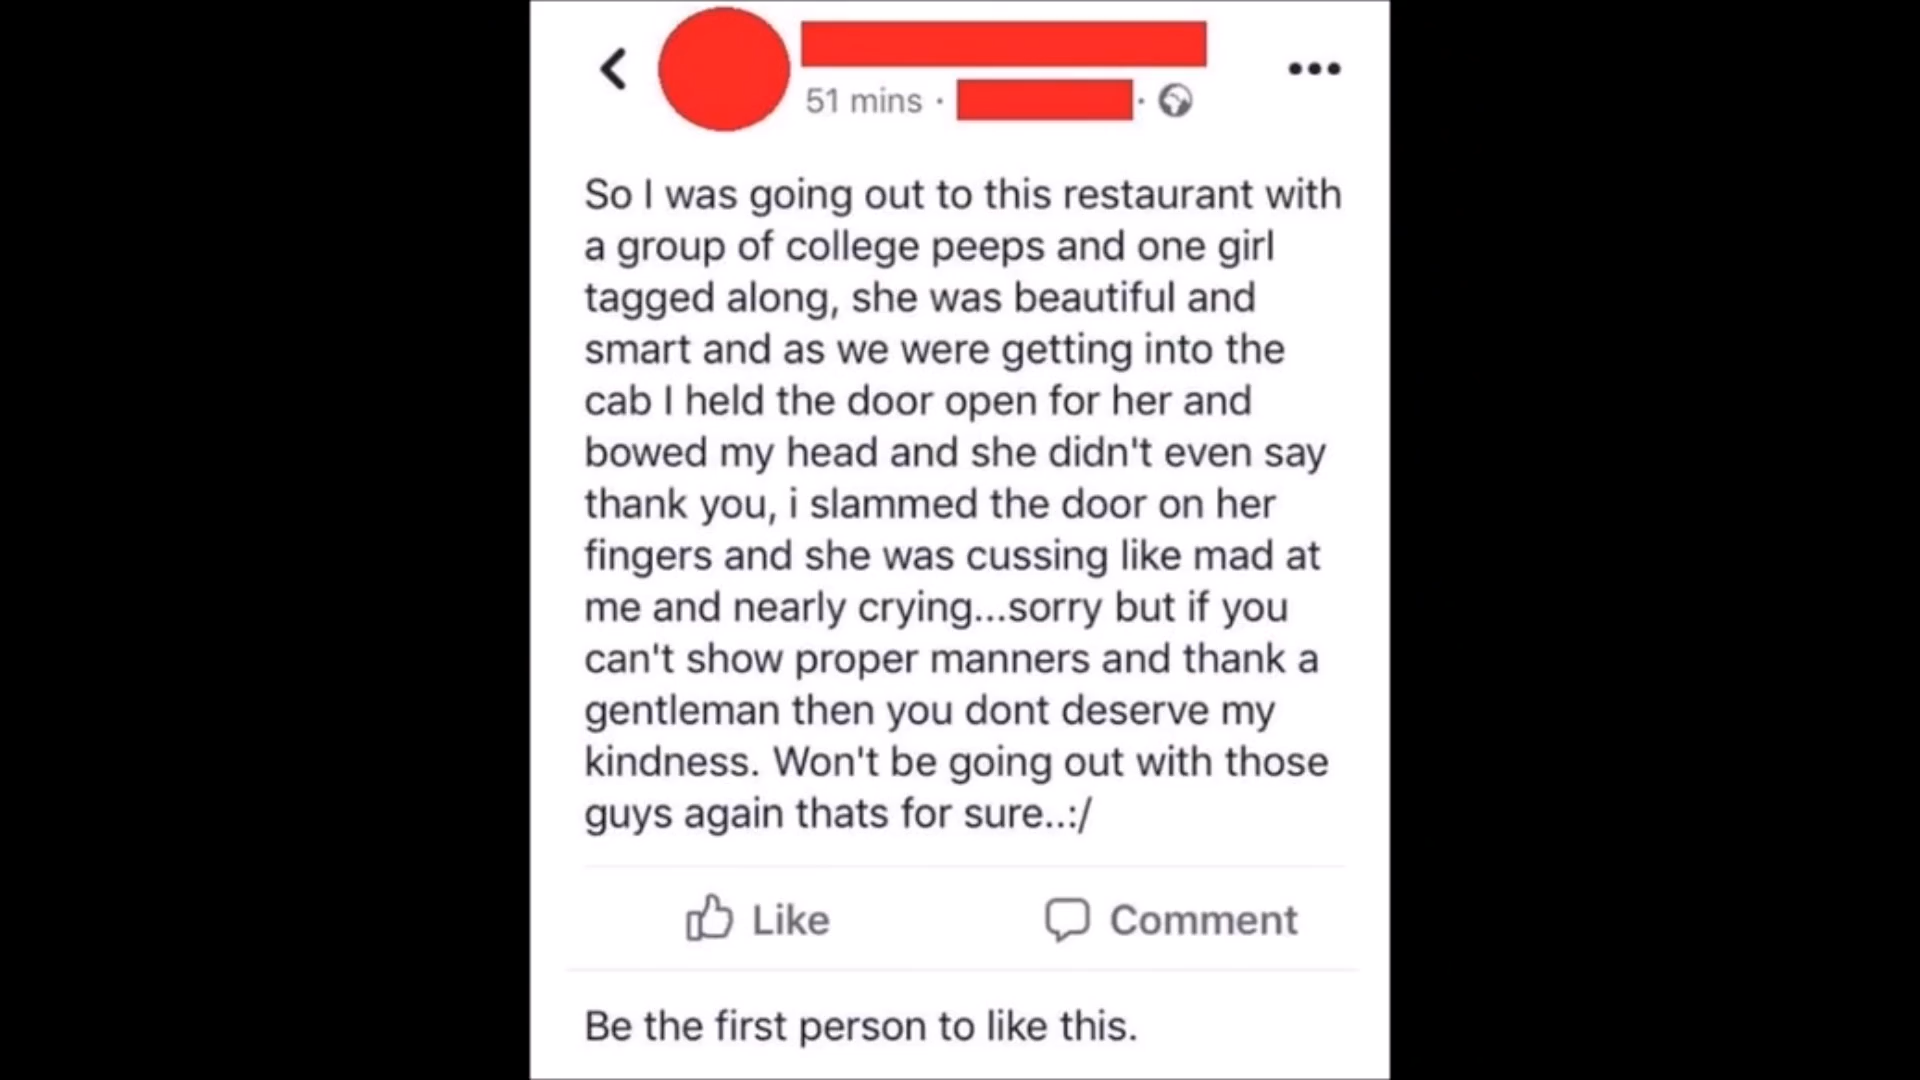 51 mins ·  ·
So I was going out to this restaurant with
a group of college peeps and one girl
tagged along, she was beautiful and
smart and as we were getting into the
cab I held the door open for her and
bowed my head and she didn't even say
thank you, i slammed the door on her
fingers and she was cussing like mad at
me and nearly crying...sorry but if you
can't show proper manners and thank a
gentleman then you dont deserve my
kindness. Won't be going out with those
guys again thats for sure..:/
Like
Comment
Be the first person to like this.